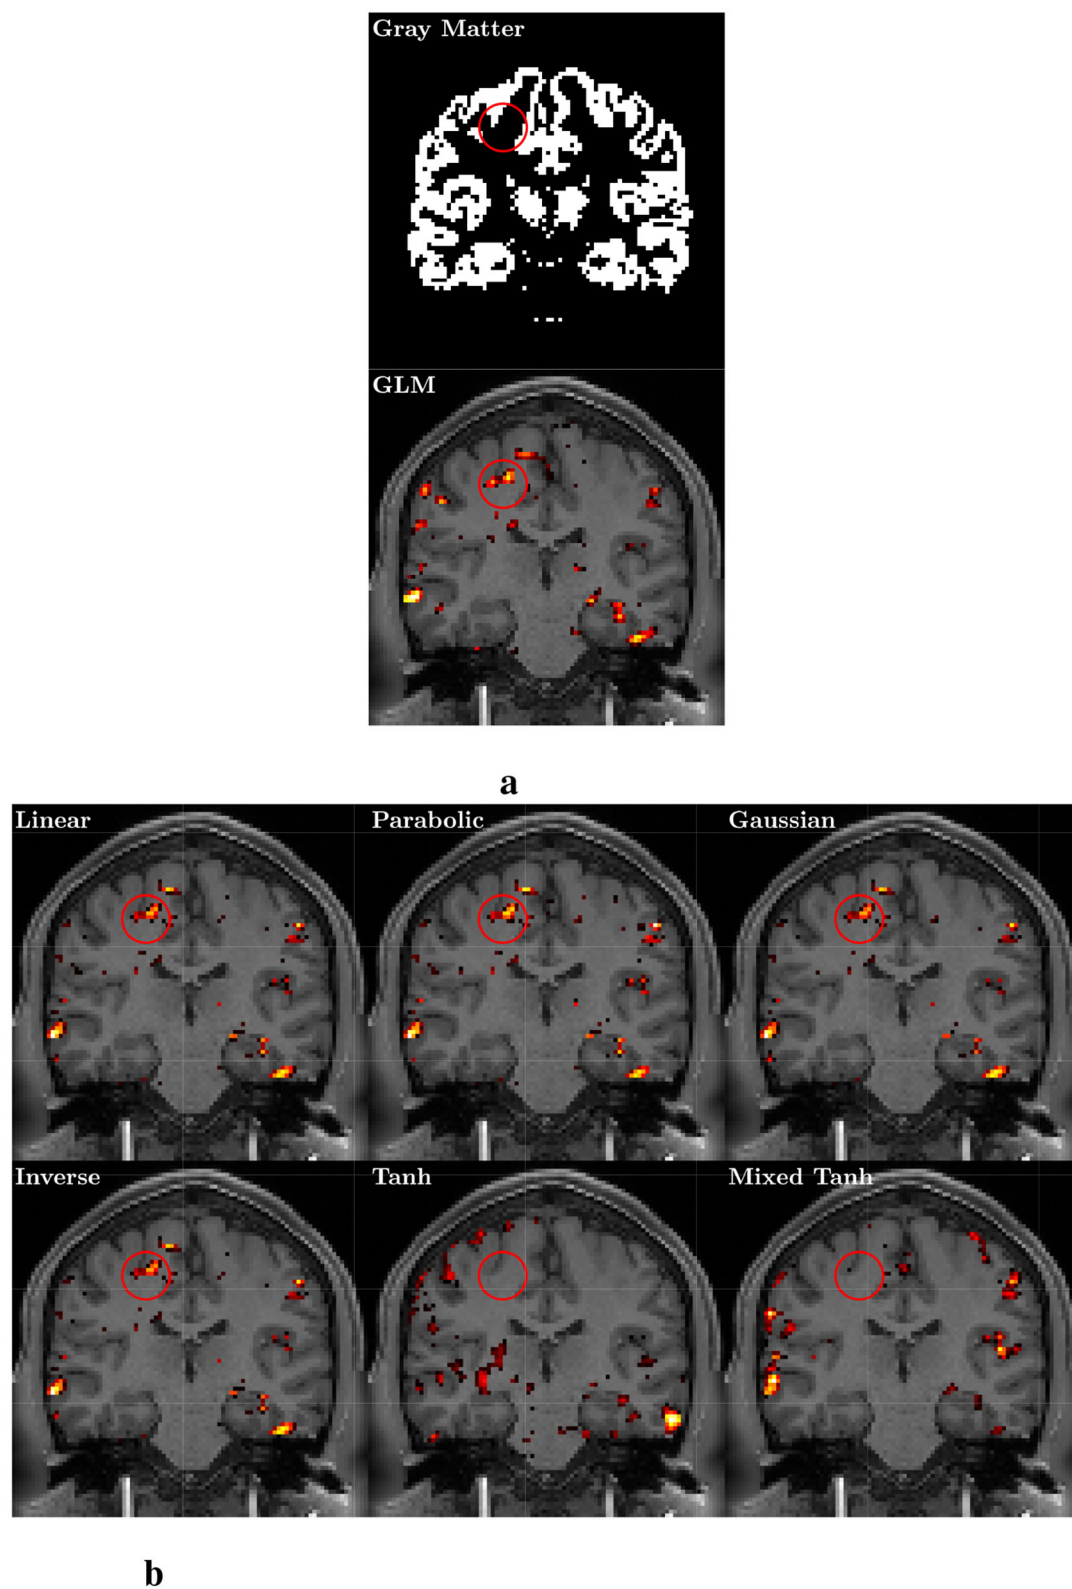 Gray Matter
GLM
a
Linear Parabolic Gaussian
Inverse Tanh Mixed Tanh
b